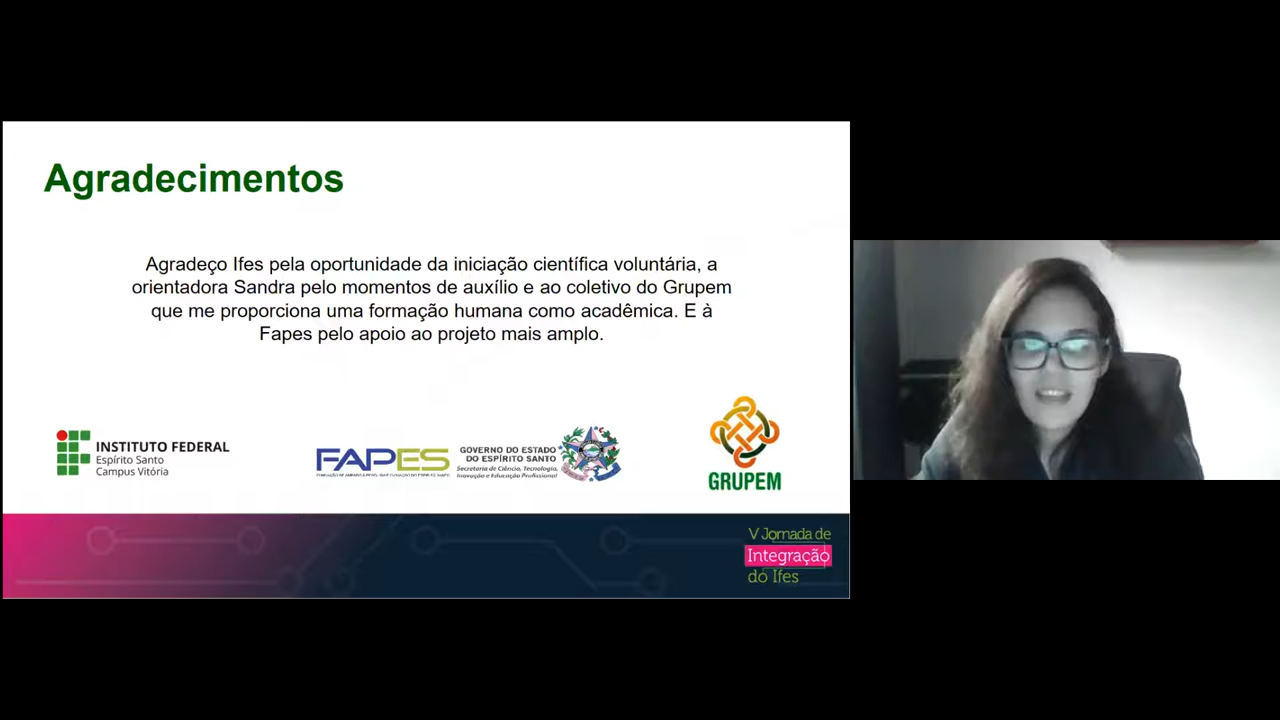 Agradecimentos
Agradeço Ifes pela oportunidade da iniciação científica voluntária, a
orientadora Sandra pelo momentos de auxílio e ao coletivo do Grupem
que me proporciona uma formação humana como acadêmica. E à
Fapes pelo apoio ao projeto mais amplo.
INSTITUTO FEDERAL
Espírito Santo
Campus Vitória
FAPES
GOVERNO DO ESTADO
DO ESPÍRITO SANTO
Secretaria de Ciência, Tecnologia,
Inovação e Educação Profissional
GRUPEM
V Jornada de
Integração
do Ifes